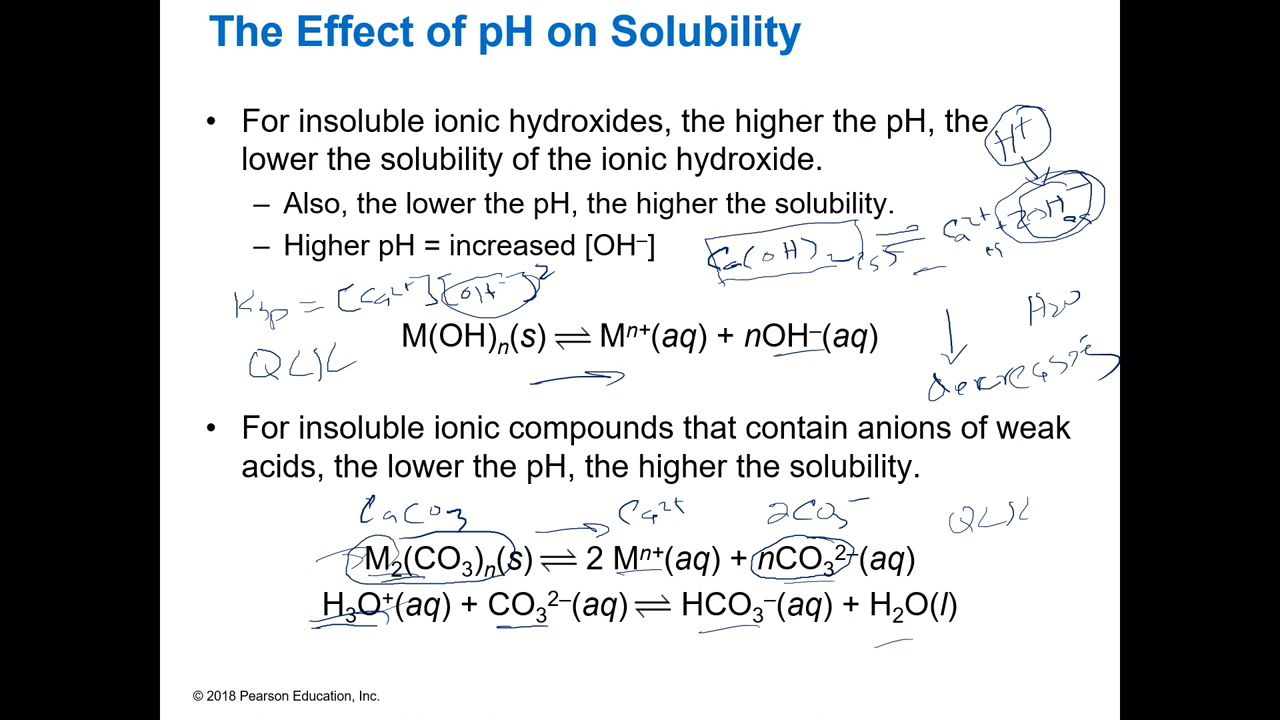 The Effect of pH on Solubility
• For insoluble ionic hydroxides, the higher the pH, the
lower the solubility of the ionic hydroxide.
H⁺
– Also, the lower the pH, the higher the solubility.
– Higher pH = increased [OH⁻]
Ca(OH)₂(s) ⇌ Ca²⁺ + 2OH⁻
Ksp = [Ca²⁺][OH⁻]²
H₂O
M(OH)ₙ(s) ⇌ Mⁿ⁺(aq) + nOH⁻(aq)
Q<K
• For insoluble ionic compounds that contain anions of weak
acids, the lower the pH, the higher the solubility.
CaCO₃ → Ca²⁺ 2CO₃⁻ Q<K
M₂(CO₃)ₙ(s) ⇌ 2 Mⁿ⁺(aq) + nCO₃²⁻(aq)
H₃O⁺(aq) + CO₃²⁻(aq) ⇌ HCO₃⁻(aq) + H₂O(l)
© 2018 Pearson Education, Inc.